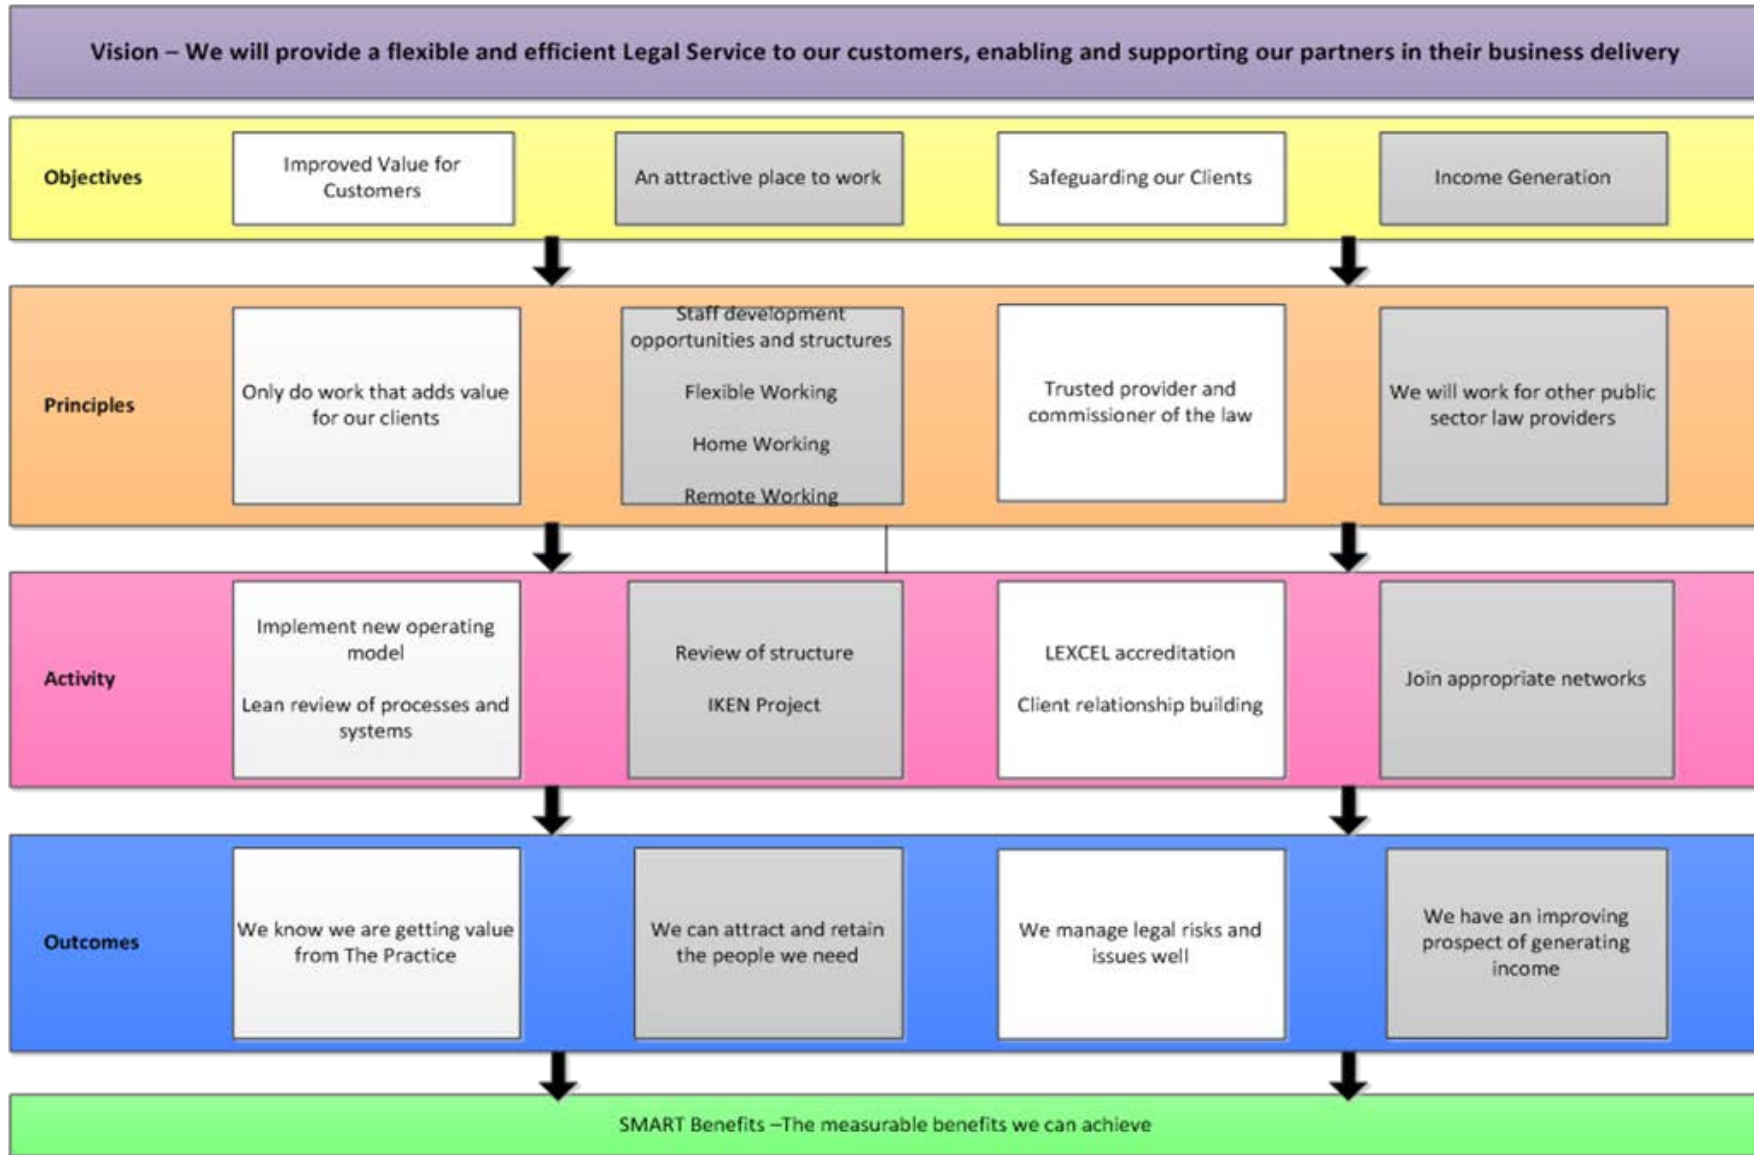 Vision – We will provide a flexible and efficient Legal Service to our customers, enabling and supporting our partners in their business delivery
Objectives
Improved Value for
Customers
An attractive place to work
Safeguarding our Clients
Income Generation
Principles
Only do work that adds value
for our clients
Staff development
opportunities and structures
Flexible Working
Home Working
Remote Working
Trusted provider and
commissioner of the law
We will work for other public
sector law providers
Activity
Implement new operating
model
Lean review of processes and
systems
Review of structure
IKEN Project
LEXCEL accreditation
Client relationship building
Join appropriate networks
Outcomes
We know we are getting value
from The Practice
We can attract and retain
the people we need
We manage legal risks and
issues well
We have an improving
prospect of generating
income
SMART Benefits –The measurable benefits we can achieve